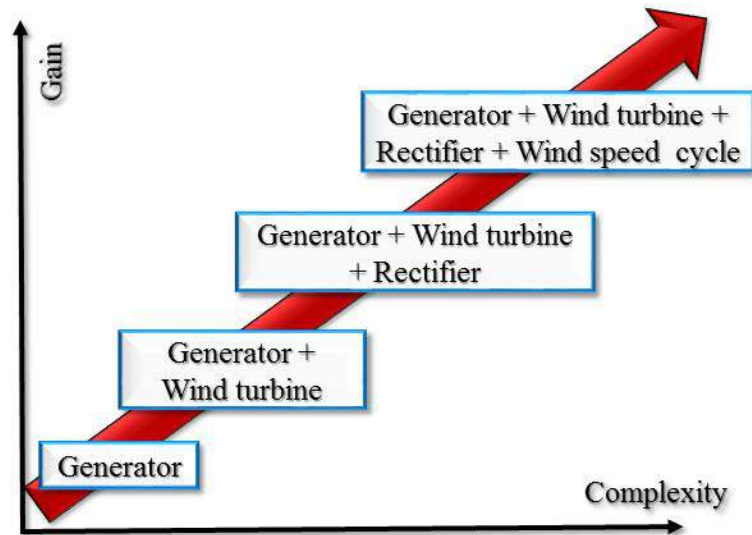 Gain
Generator + Wind turbine +
Rectifier + Wind speed cycle
Generator + Wind turbine
+ Rectifier
Generator +
Wind turbine
Generator
Complexity